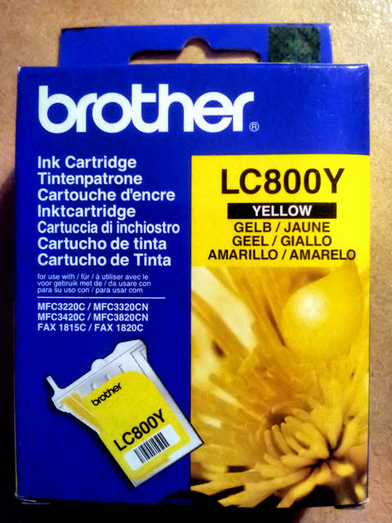 brother®
Ink Cartridge
Tintenpatrone
Cartouche d'encre
Inktcartridge
Cartuccia di inchiostro
Cartucho de tinta
Cartucho de Tinta
for use with / für / à utiliser avec le
voor gebruik met de / da usare con
para su uso con / para usar com
MFC3220C / MFC3320CN
MFC3420C / MFC3820CN
FAX 1815C / FAX 1820C
LC800Y
YELLOW
GELB / JAUNE
GEEL / GIALLO
AMARILLO / AMARELO
brother
LC800Y